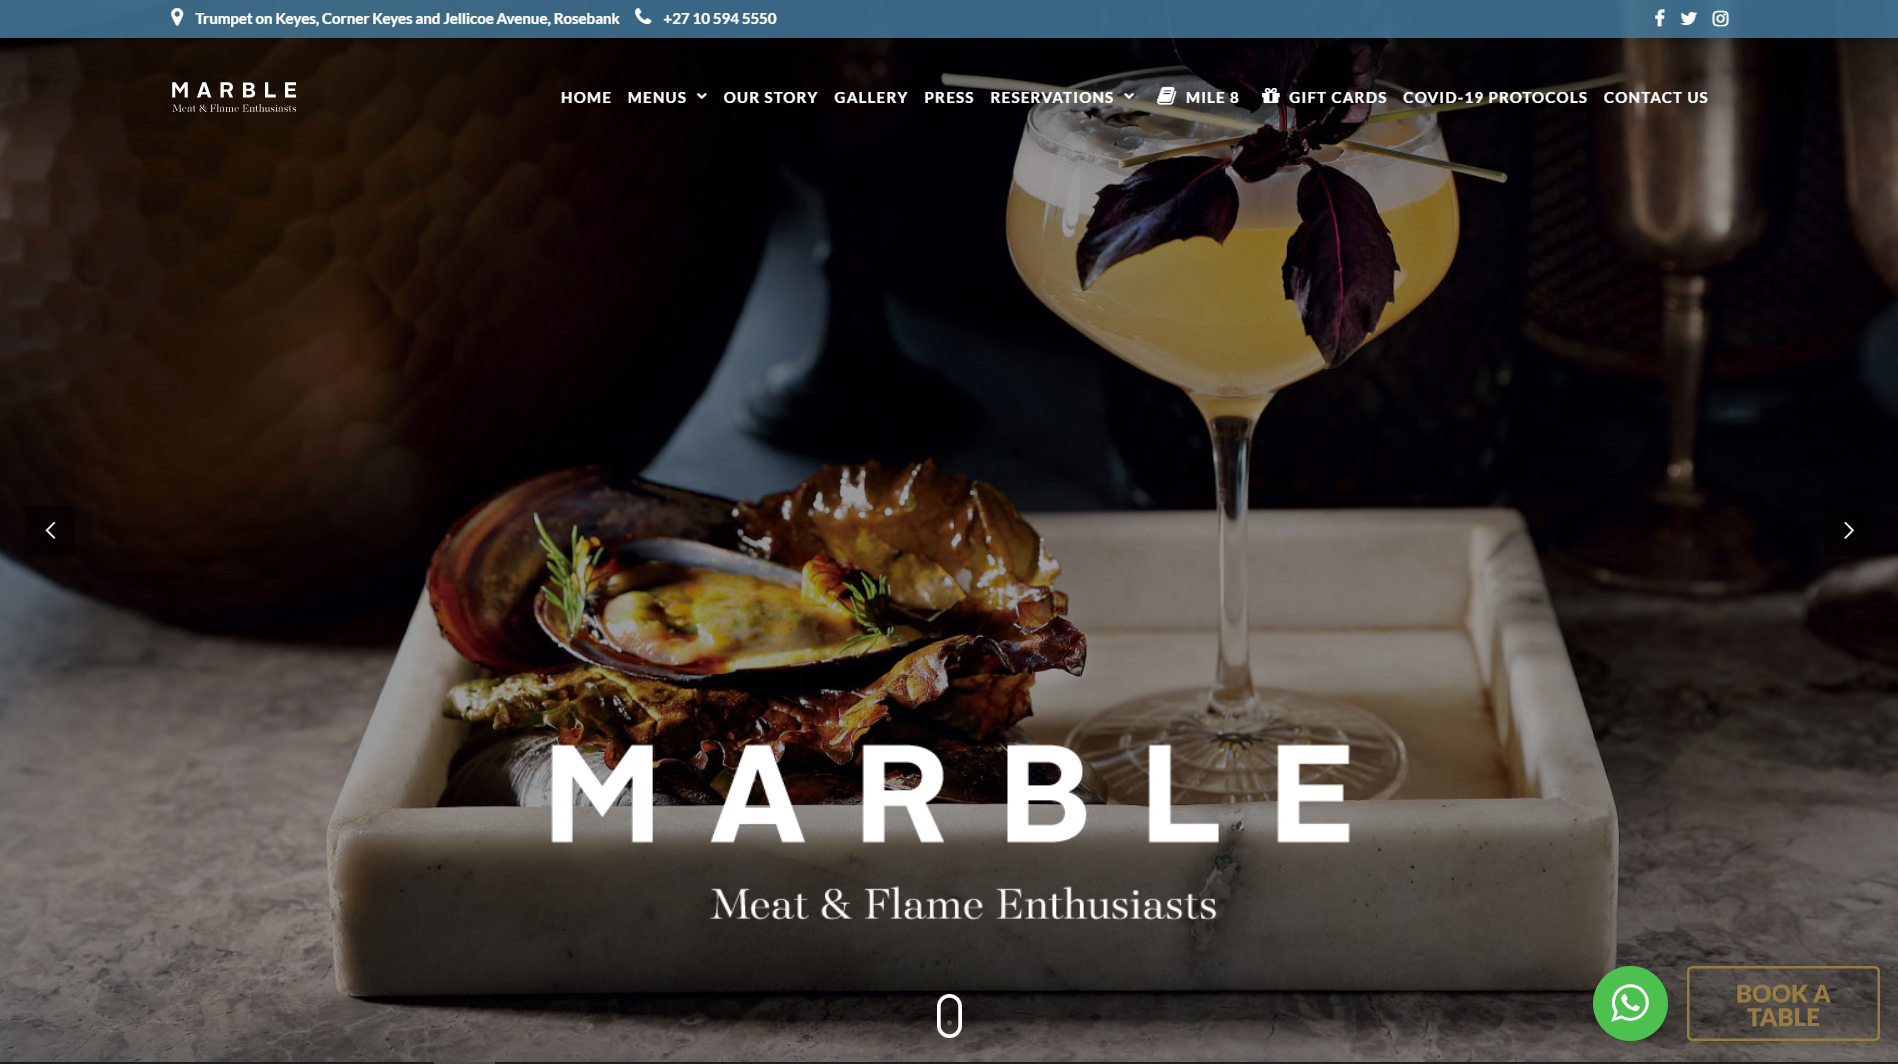 Trumpet on Keyes, Corner Keyes and Jellicoe Avenue, Rosebank +27 10 594 5550
MARBLE
Meat & Flame Enthusiasts
HOME MENUS OUR STORY GALLERY PRESS RESERVATIONS MILE 8 GIFT CARDS COVID-19 PROTOCOLS CONTACT US
MARBLE
Meat & Flame Enthusiasts
BOOK A
TABLE